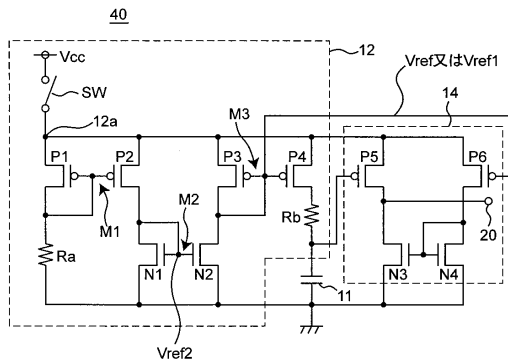 40
Vcc
12
SW
Vref又はVref1
12a
M3
14
P1
P2
P3
P4
P5
P6
M1
M2
Rb
20
Ra
N1
N2
11
N3
N4
Vref2